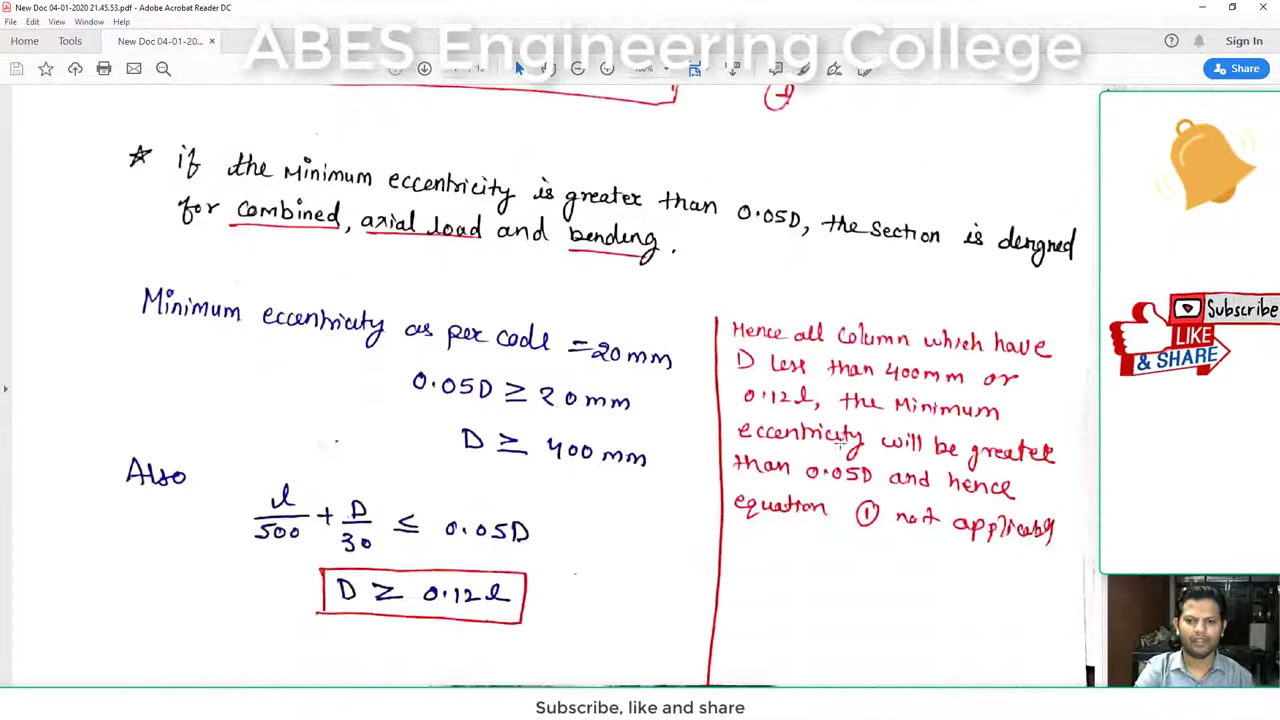 New Doc 04-01-2020 21.45.53.pdf - Adobe Acrobat Reader DC
File Edit View Window Help
Home Tools New Doc 04-01-20... × Sign In
ABES Engineering College
Share
①
☆ if the Minimum eccentricity is greater than 0.05D, the section is designed
for combined, axial load and bending.
Minimum eccentricity as per code = 20 mm
0.05D ≥ 20 mm
D ≥ 400 mm
Also
l/500 + D/30 ≤ 0.05D
D ≥ 0.12l
Hence all column which have
D less than 400mm or
0.12l, the Minimum
eccentricity will be greater
than 0.05D and hence
equation ① not applicable
Subscribe
LIKE
& SHARE
Subscribe, like and share